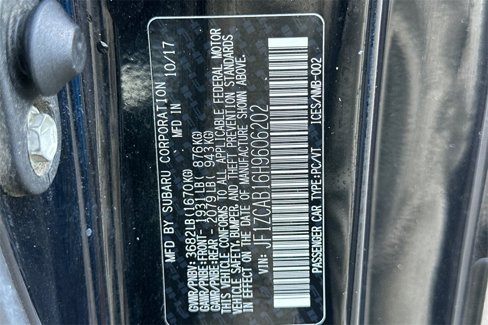 MFD BY SUBARU CORPORATION 10/17
MFD IN
GVWR/PNBV: 3682LB(1670KG)
GAWR/PNBE-FRONT- 1931LB( 876KG)
GAWR/PNBE-REAR - 2079LB( 943KG)
THIS VEHICLE CONFORMS TO ALL APPLICABLE FEDERAL MOTOR
VEHICLE SAFETY, BUMPER, AND THEFT PREVENTION STANDARDS
IN EFFECT ON THE DATE OF MANUFACTURE SHOWN ABOVE.
VIN: JF1ZCAB16H9606202
PASSENGER CAR TYPE:PC/VT ICES/NMB-002